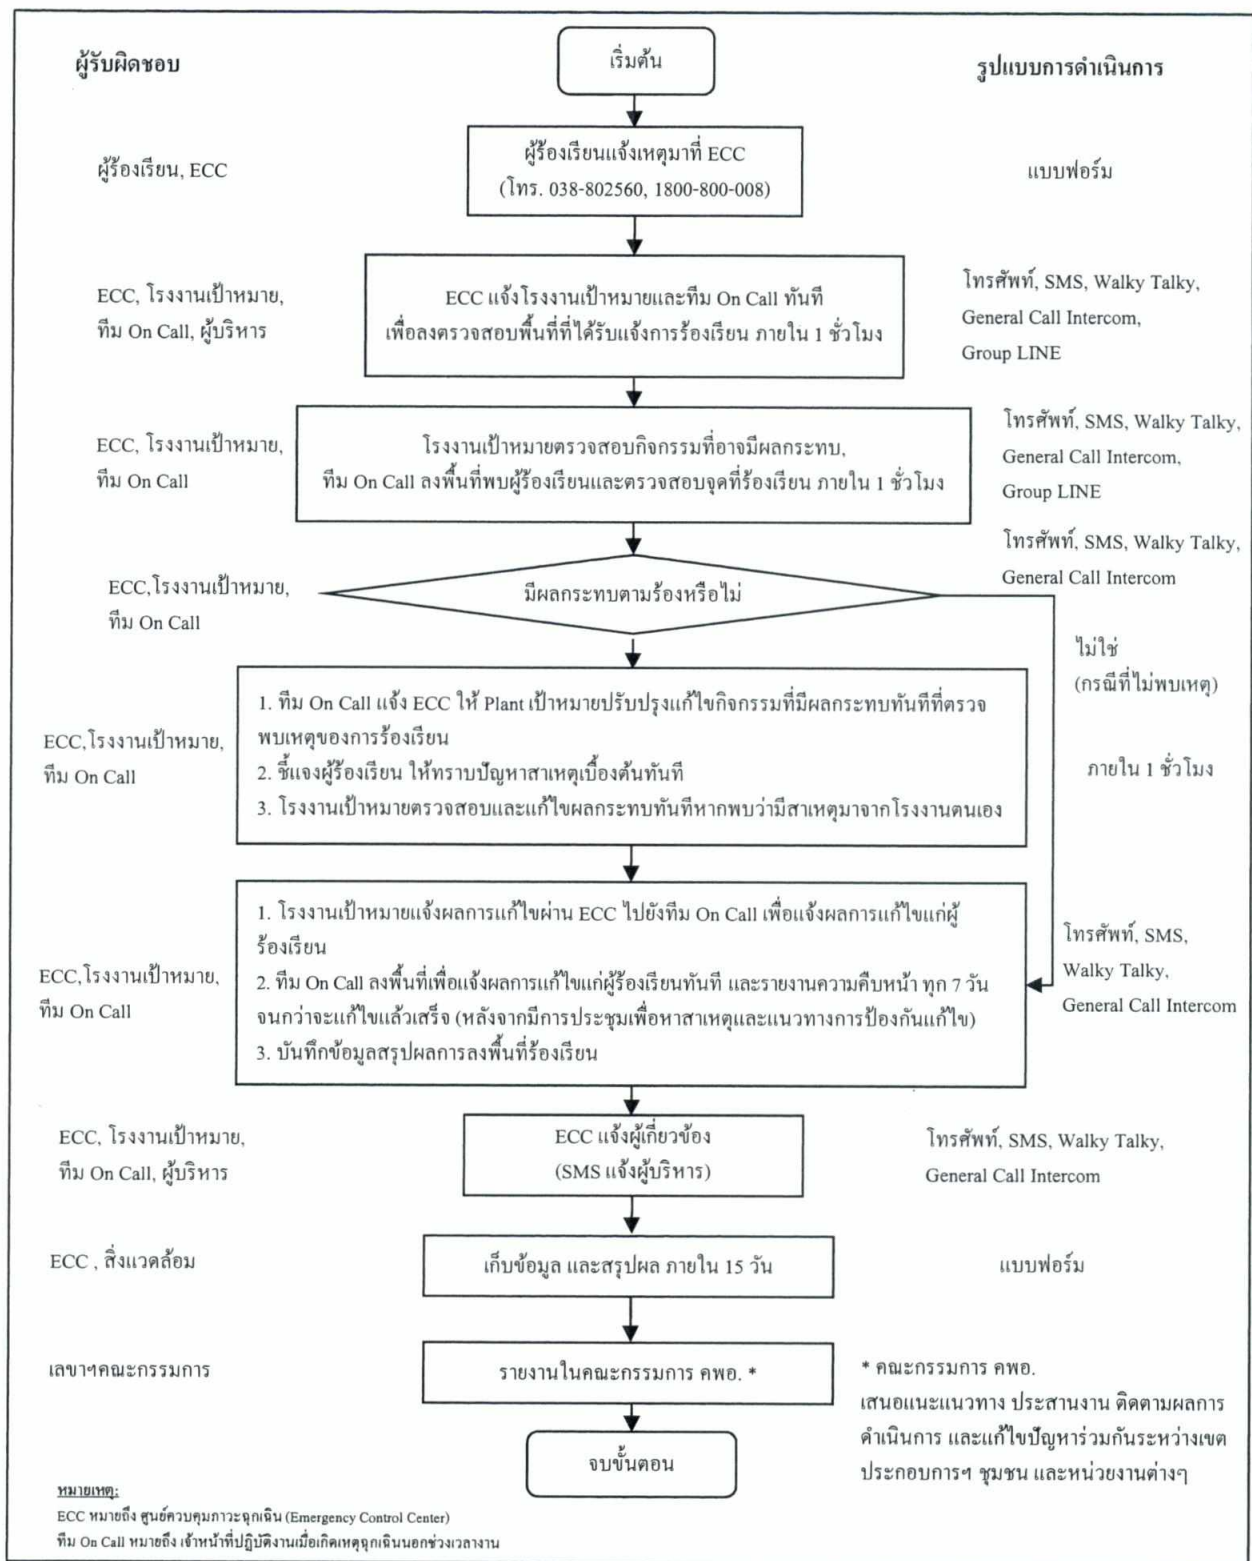 ผู้รับผิดชอบ
เริ่มต้น
รูปแบบการดำเนินการ
ผู้ร้องเรียน, ECC
ผู้ร้องเรียนแจ้งเหตุมาที่ ECC
(โทร. 038-802560, 1800-800-008)
แบบฟอร์ม
ECC, โรงงานเป้าหมาย,
ทีม On Call, ผู้บริหาร
ECC แจ้งโรงงานเป้าหมายและทีม On Call ทันที
เพื่อลงตรวจสอบพื้นที่ที่ได้รับแจ้งการร้องเรียน ภายใน 1 ชั่วโมง
โทรศัพท์, SMS, Walky Talky,
General Call Intercom,
Group LINE
ECC, โรงงานเป้าหมาย,
ทีม On Call
โรงงานเป้าหมายตรวจสอบกิจกรรมที่อาจมีผลกระทบ,
ทีม On Call ลงพื้นที่พบผู้ร้องเรียนและตรวจสอบจุดที่ร้องเรียน ภายใน 1 ชั่วโมง
โทรศัพท์, SMS, Walky Talky,
General Call Intercom,
Group LINE
ECC,โรงงานเป้าหมาย,
ทีม On Call
มีผลกระทบตามร้องหรือไม่
โทรศัพท์, SMS, Walky Talky,
General Call Intercom
ไม่ใช่
(กรณีที่ไม่พบเหตุ)
ภายใน 1 ชั่วโมง
ECC,โรงงานเป้าหมาย,
ทีม On Call
1. ทีม On Call แจ้ง ECC ให้ Plant เป้าหมายปรับปรุงแก้ไขกิจกรรมที่มีผลกระทบทันทีที่ตรวจ
พบเหตุของการร้องเรียน
2. ชี้แจงผู้ร้องเรียน ให้ทราบปัญหาสาเหตุเบื้องต้นทันที
3. โรงงานเป้าหมายตรวจสอบและแก้ไขผลกระทบทันทีหากพบว่ามีสาเหตุมาจากโรงงานตนเอง
ECC,โรงงานเป้าหมาย,
ทีม On Call
1. โรงงานเป้าหมายแจ้งผลการแก้ไขผ่าน ECC ไปยังทีม On Call เพื่อแจ้งผลการแก้ไขแก่ผู้
ร้องเรียน
2. ทีม On Call ลงพื้นที่เพื่อแจ้งผลการแก้ไขแก่ผู้ร้องเรียนทันที และรายงานความคืบหน้า ทุก 7 วัน
จนกว่าจะแก้ไขแล้วเสร็จ (หลังจากมีการประชุมเพื่อหาสาเหตุและแนวทางการป้องกันแก้ไข)
3. บันทึกข้อมูลสรุปผลการลงพื้นที่ร้องเรียน
โทรศัพท์, SMS,
Walky Talky,
General Call Intercom
ECC, โรงงานเป้าหมาย,
ทีม On Call, ผู้บริหาร
ECC แจ้งผู้เกี่ยวข้อง
(SMS แจ้งผู้บริหาร)
โทรศัพท์, SMS, Walky Talky,
General Call Intercom
ECC , สิ่งแวดล้อม
เก็บข้อมูล และสรุปผล ภายใน 15 วัน
แบบฟอร์ม
เลขาฯคณะกรรมการ
รายงานในคณะกรรมการ คพอ. *
* คณะกรรมการ คพอ.
เสนอแนะแนวทาง ประสานงาน ติดตามผลการ
ดำเนินการ และแก้ไขปัญหาร่วมกันระหว่างเขต
ประกอบการฯ ชุมชน และหน่วยงานต่างๆ
จบขั้นตอน
หมายเหตุ:
ECC หมายถึง ศูนย์ควบคุมภาวะฉุกเฉิน (Emergency Control Center)
ทีม On Call หมายถึง เจ้าหน้าที่ปฏิบัติงานเมื่อเกิดเหตุฉุกเฉินนอกช่วงเวลางาน